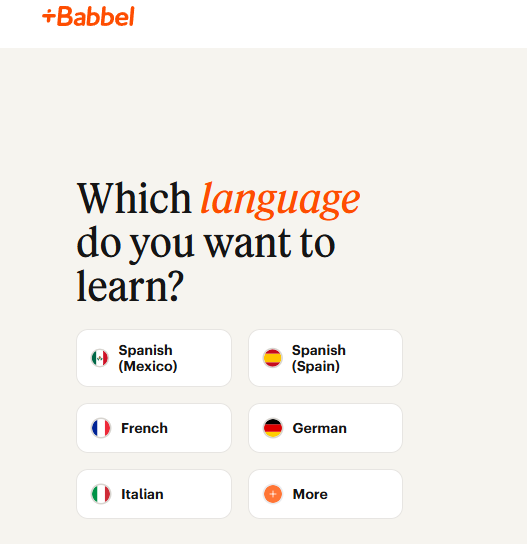 +Babbel
Which language
do you want to
learn?
Spanish
(Mexico)
Spanish
(Spain)
French
German
Italian
More